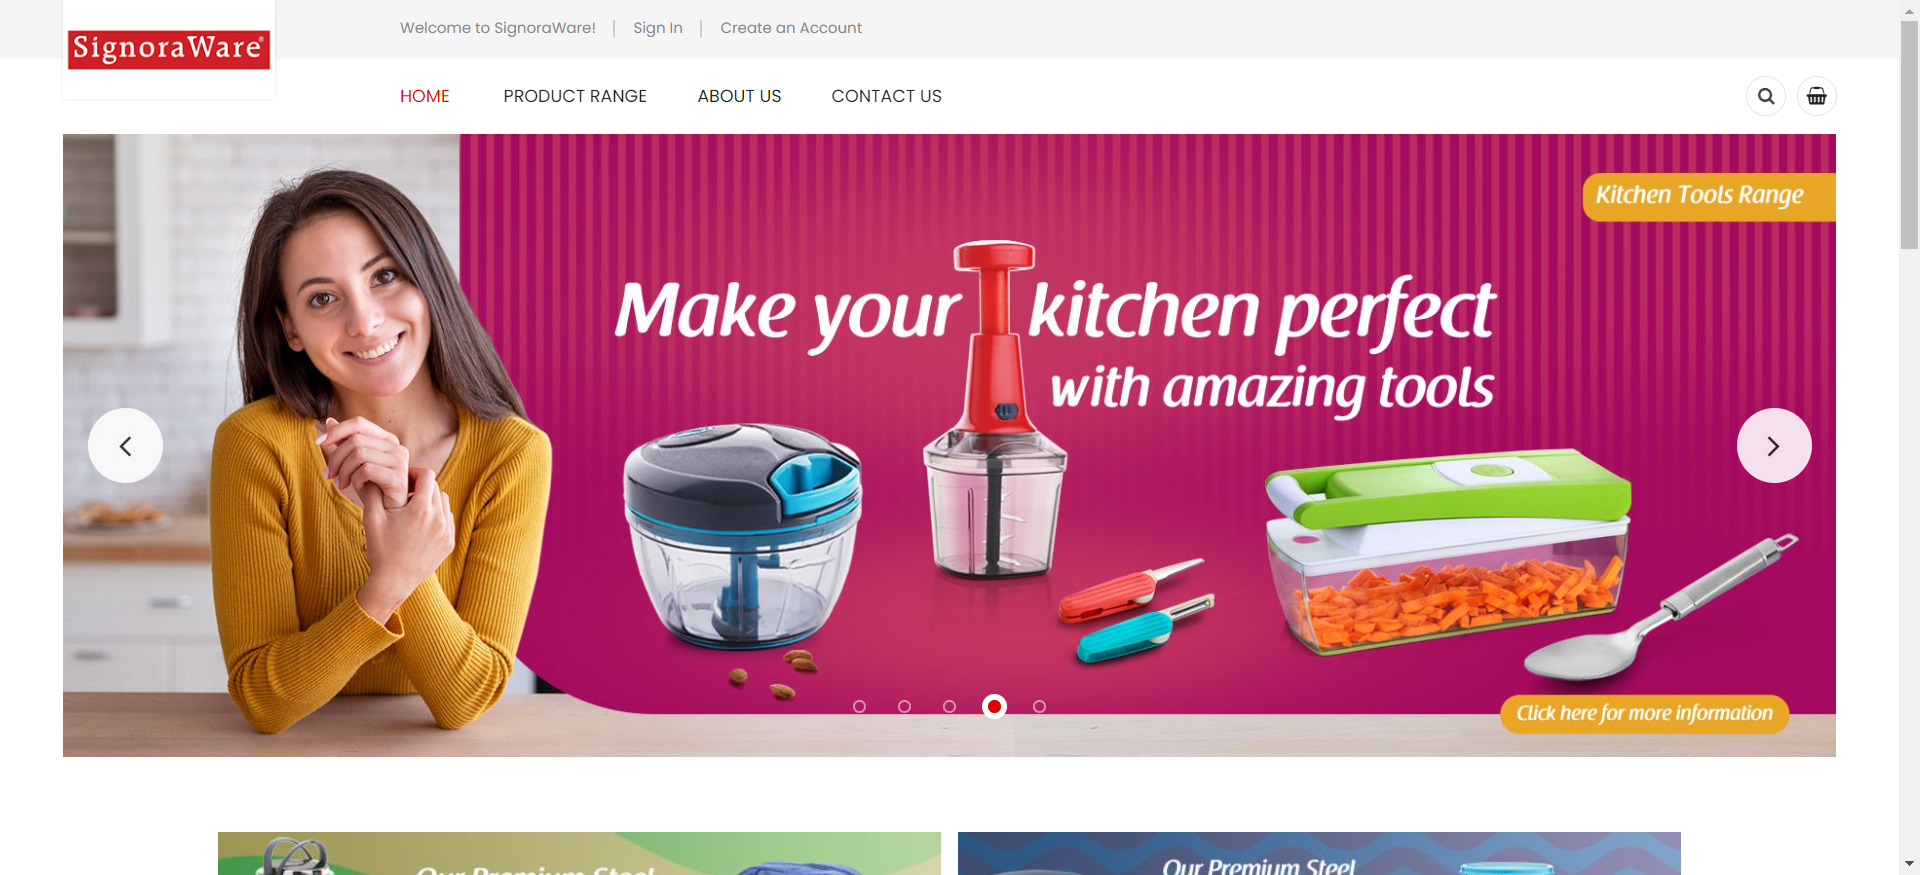 SignoraWare®
Welcome to SignoraWare! | Sign In | Create an Account
HOME PRODUCT RANGE ABOUT US CONTACT US
Kitchen Tools Range
Make your kitchen perfect
with amazing tools
Click here for more information
Our Premium Steel
Our Premium Steel